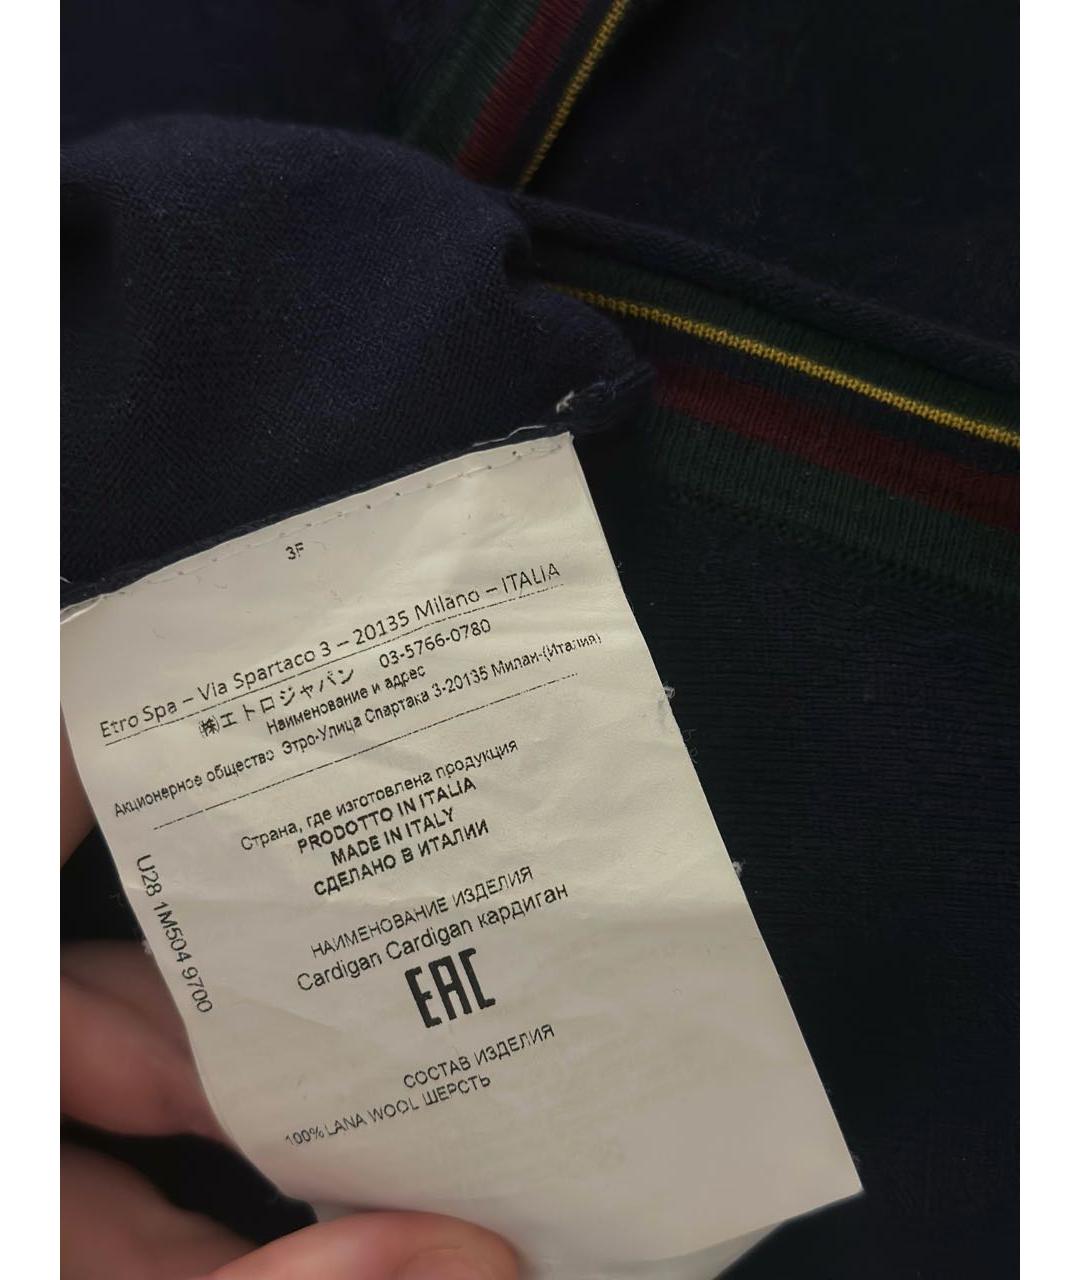 3F
Etro Spa – Via Spartaco 3 – 20135 Milano – ITALIA
㈱エトロジャパン 03-5766-0780
Наименование и адрес
Акционерное общество Этро-Улица Спартака 3-20135 Милан-(Италия)
Страна, где изготовлена продукция
PRODOTTO IN ITALIA
MADE IN ITALY
СДЕЛАНО В ИТАЛИИ
U28 1M504 9700
НАИМЕНОВАНИЕ ИЗДЕЛИЯ
Cardigan Cardigan кардиган
EAC
СОСТАВ ИЗДЕЛИЯ
100% LANA WOOL ШЕРСТЬ